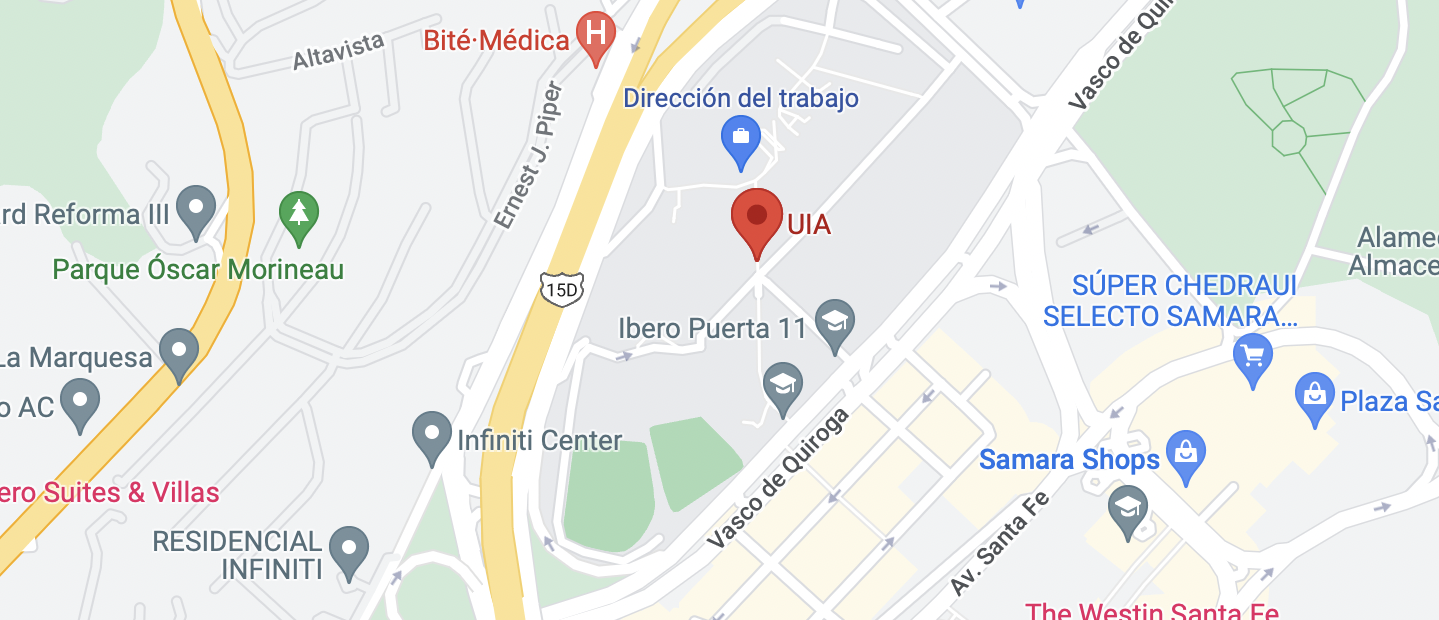 Altavista
Bité·Médica
H
Vasco de Quir
Dirección del trabajo
Ernest J. Piper
rd Reforma III
UIA
Parque Óscar Morineau
15D
Alame
Almace
SÚPER CHEDRAUI
SELECTO SAMARA...
Ibero Puerta 11
La Marquesa
o AC
Plaza Sa
Infiniti Center
Vasco de Quiroga
Samara Shops
ero Suites & Villas
Av. Santa Fe
RESIDENCIAL
INFINITI
The Westin Santa Fe